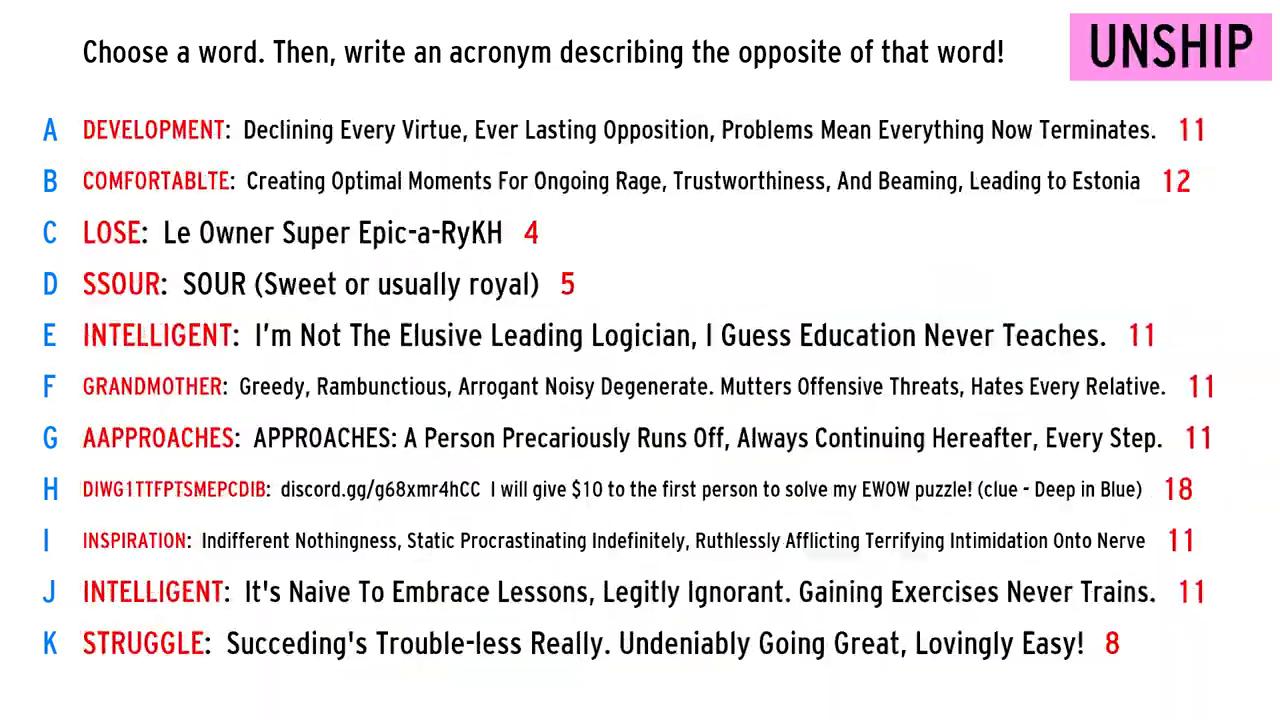 Choose a word. Then, write an acronym describing the opposite of that word!
UNSHIP
A DEVELOPMENT: Declining Every Virtue, Ever Lasting Opposition, Problems Mean Everything Now Terminates. 11
B COMFORTABLTE: Creating Optimal Moments For Ongoing Rage, Trustworthiness, And Beaming, Leading to Estonia 12
C LOSE: Le Owner Super Epic-a-RyKH 4
D SSOUR: SOUR (Sweet or usually royal) 5
E INTELLIGENT: I'm Not The Elusive Leading Logician, I Guess Education Never Teaches. 11
F GRANDMOTHER: Greedy, Rambunctious, Arrogant Noisy Degenerate. Mutters Offensive Threats, Hates Every Relative. 11
G AAPPROACHES: APPROACHES: A Person Precariously Runs Off, Always Continuing Hereafter, Every Step. 11
H DIWG1TTFPTSMEPCDIB: discord.gg/g68xmr4hCC I will give $10 to the first person to solve my EWOW puzzle! (clue - Deep in Blue) 18
I INSPIRATION: Indifferent Nothingness, Static Procrastinating Indefinitely, Ruthlessly Afflicting Terrifying Intimidation Onto Nerve 11
J INTELLIGENT: It's Naive To Embrace Lessons, Legitly Ignorant. Gaining Exercises Never Trains. 11
K STRUGGLE: Succeding's Trouble-less Really. Undeniably Going Great, Lovingly Easy! 8